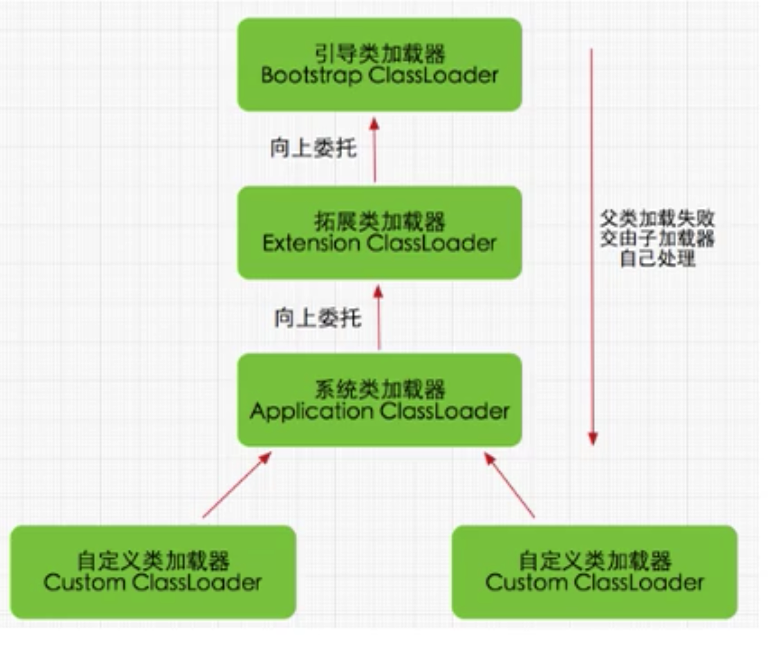 引导类加载器
Bootstrap ClassLoader
向上委托
拓展类加载器
Extension ClassLoader
父类加载失败
交由子加载器
自己处理
向上委托
系统类加载器
Application ClassLoader
自定义类加载器
Custom ClassLoader
自定义类加载器
Custom ClassLoader